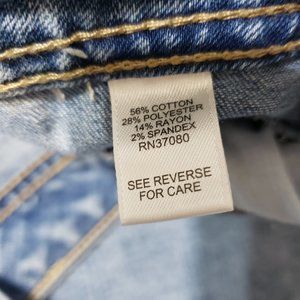 56% COTTON
28% POLYESTER
14% RAYON
2% SPANDEX
RN37080
SEE REVERSE
FOR CARE